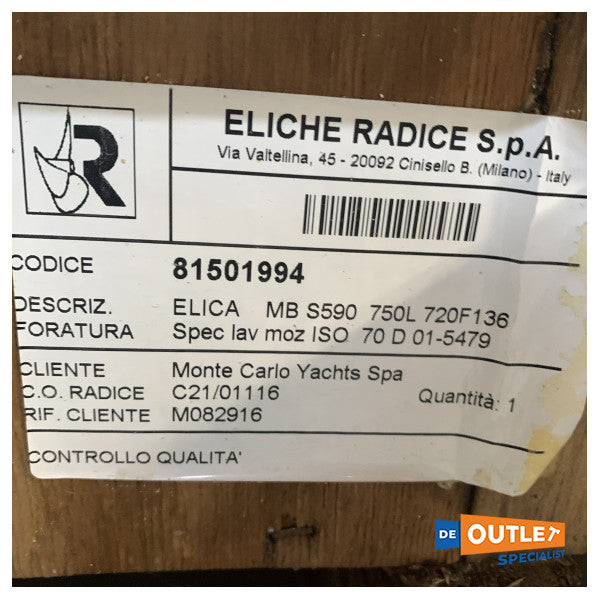 R
ELICHE RADICE S.p.A.
Via Valtellina, 45 - 20092 Cinisello B. (Milano) - Italy
CODICE 81501994
DESCRIZ. ELICA MB S590 750L 720F136
FORATURA Spec lav moz ISO 70 D 01-5479
CLIENTE Monte Carlo Yachts Spa
C.O. RADICE C21/01116 Quantità: 1
RIF. CLIENTE M082916
CONTROLLO QUALITA'
DE OUTLET
SPECIALIST